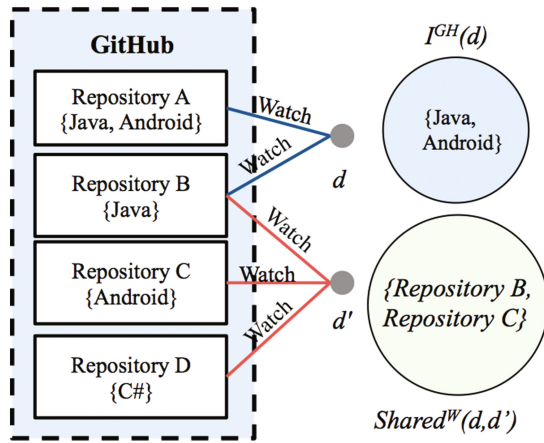 GitHub
Repository A
{Java, Android}
Repository B
{Java}
Repository C
{Android}
Repository D
{C#}
Watch
Watch
Watch
Watch
Watch
d
d'
I^{GH}(d)
{Java,
Android}
{Repository B,
Repository C}
Shared^{W}(d,d’)